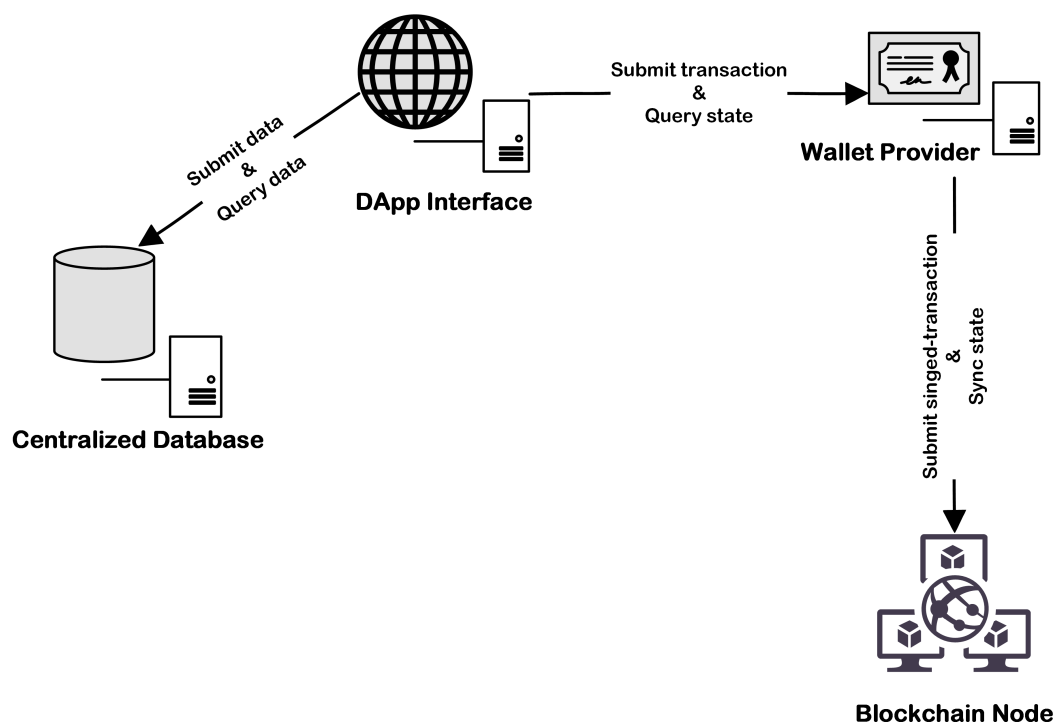 Submit transaction
&
Query state
Wallet Provider
Submit data
&
Query data
DApp Interface
Centralized Database
Submit singed-transaction
&
Sync state
Blockchain Node